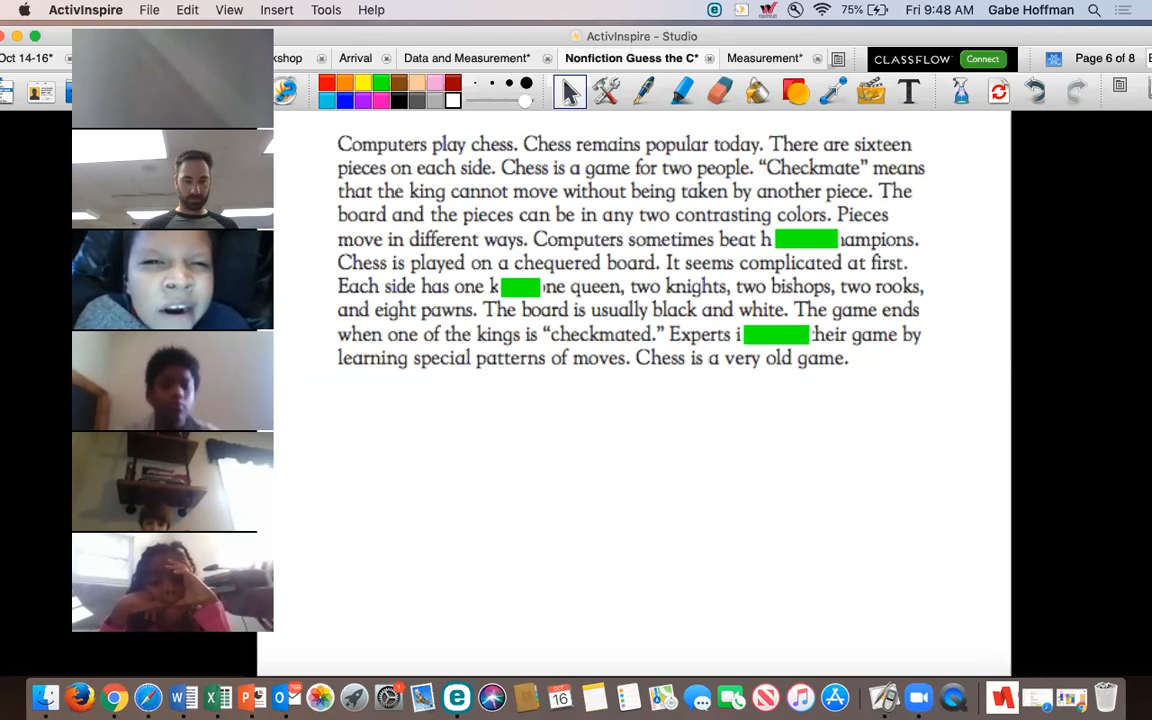 ActivInspire File Edit View Insert Tools Help 75% Fri 9:48 AM Gabe Hoffman
ActivInspire - Studio
Oct 14-16* Arrival Data and Measurement* Nonfiction Guess the C* Measurement* CLASSFLOW Connect Page 6 of 8
T
Computers play chess. Chess remains popular today. There are sixteen
pieces on each side. Chess is a game for two people. “Checkmate” means
that the king cannot move without being taken by another piece. The
board and the pieces can be in any two contrasting colors. Pieces
move in different ways. Computers sometimes beat h hampions.
Chess is played on a chequered board. It seems complicated at first.
Each side has one k ne queen, two knights, two bishops, two rooks,
and eight pawns. The board is usually black and white. The game ends
when one of the kings is “checkmated.” Experts i heir game by
learning special patterns of moves. Chess is a very old game.
OCT
16